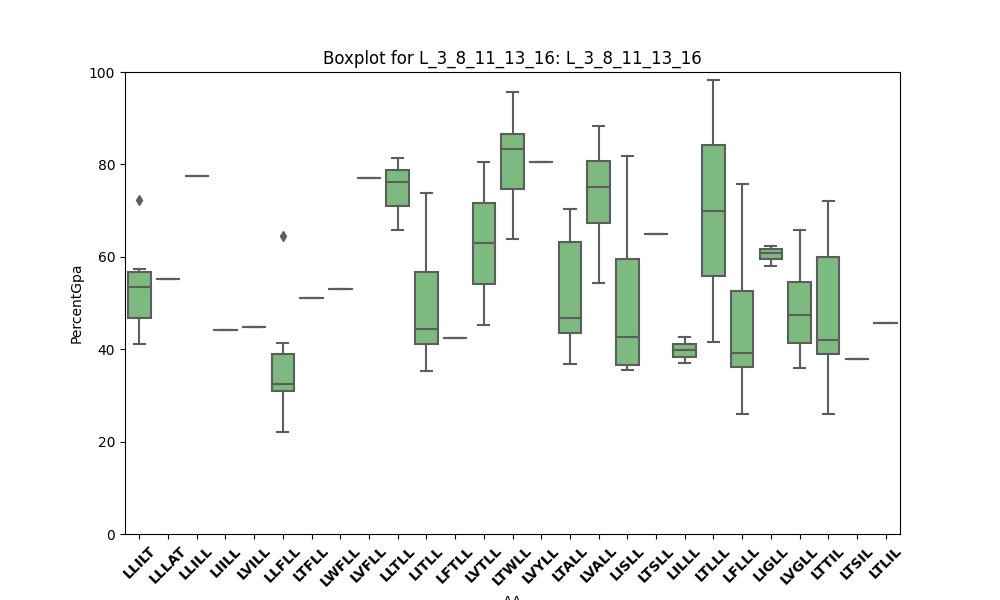 Boxplot for L_3_8_11_13_16: L_3_8_11_13_16
PercentGpa
100
80
60
40
20
0
LLILT
LLLAT
LLILL
LIILL
LVILL
LLFLL
LTFLL
LWFLL
LVFLL
LLTLL
LITLL
LFTLL
LVTLL
LTWLL
LVYLL
LTALL
LVALL
LISLL
LTSLL
LILLL
LTLLL
LFLLL
LIGLL
LVGLL
LTTIL
LTSIL
LTLIL
AA